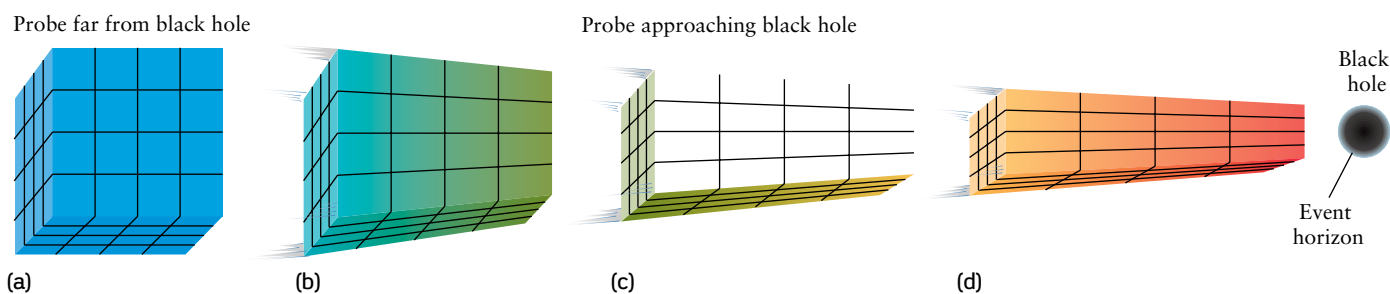 Probe far from black hole
Probe approaching black hole
Black
hole
Event
horizon
(a)
(b)
(c)
(d)